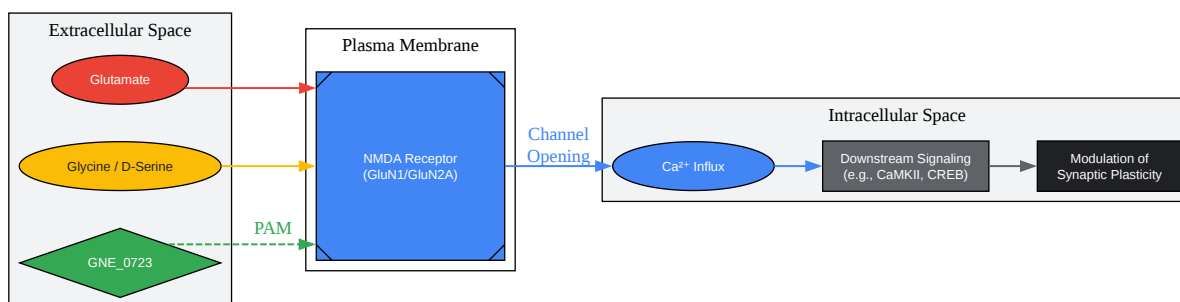 Extracellular Space
Glutamate
Glycine / D-Serine
GNE_0723
PAM
Plasma Membrane
NMDA Receptor
(GluN1/GluN2A)
Channel
Opening
Intracellular Space
Ca²⁺ Influx
Downstream Signaling
(e.g., CaMKII, CREB)
Modulation of
Synaptic Plasticity